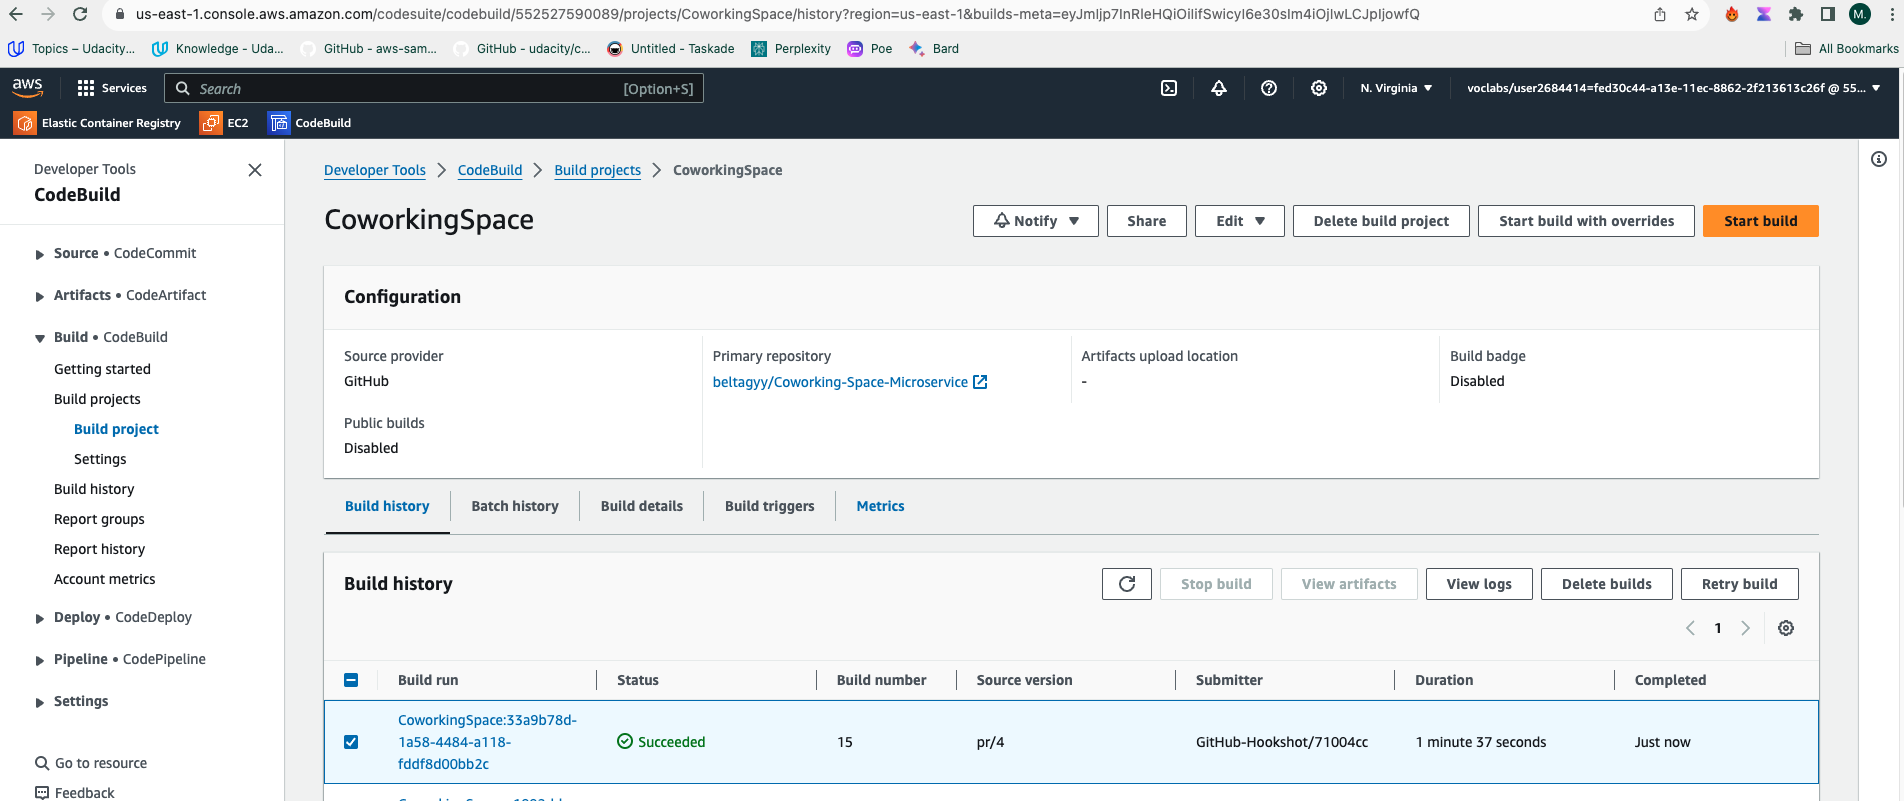 us-east-1.console.aws.amazon.com/codesuite/codebuild/552527590089/projects/CoworkingSpace/history?region=us-east-1&builds-meta=
M.
Topics – Udacity...
Knowledge - Uda...
GitHub - aws-sam...
GitHub - udacity/c...
Untitled - Taskade
Perplexity
Poe
Bard
All Bookmarks
aws
Services
Search
[Option+S]
N. Virginia
voclabs/user2684414=fed30c44-a13e-11ec-8862-2f213613c26f @ 55...
Elastic Container Registry
EC2
CodeBuild
Developer Tools
CodeBuild
Source • CodeCommit
Artifacts • CodeArtifact
Build • CodeBuild
Getting started
Build projects
Build project
Settings
Build history
Report groups
Report history
Account metrics
Deploy • CodeDeploy
Pipeline • CodePipeline
Settings
Go to resource
Feedback
Developer Tools
CodeBuild
Build projects
CoworkingSpace
CoworkingSpace
Notify
Share
Edit
Delete build project
Start build with overrides
Start build
Configuration
Source provider
GitHub
Primary repository
beltagyy/Coworking-Space-Microservice
Artifacts upload location
-
Build badge
Disabled
Public builds
Disabled
Build history
Batch history
Build details
Build triggers
Metrics
Build history
Stop build
View artifacts
View logs
Delete builds
Retry build
1
Build run
Status
Build number
Source version
Submitter
Duration
Completed
CoworkingSpace:33a9b78d-
1a58-4484-a118-
fddf8d00bb2c
Succeeded
15
pr/4
GitHub-Hookshot/71004cc
1 minute 37 seconds
Just now